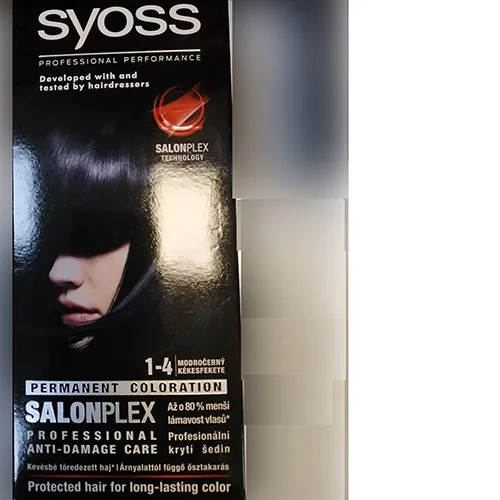 syoss
PROFESSIONAL PERFORMANCE
Developed with and
tested by hairdressers
SALONPLEX
TECHNOLOGY
1-4 MODROČERNÝ
KÉKESFEKETE
PERMANENT COLORATION
SALONPLEX
PROFESSIONAL
ANTI-DAMAGE CARE
Až o 80 % menší
lámavost vlasů*
Profesionální
krytí šedin
Kevésbé töredezett haj* I Árnyalattól függő ősztakarás
Protected hair for long-lasting color